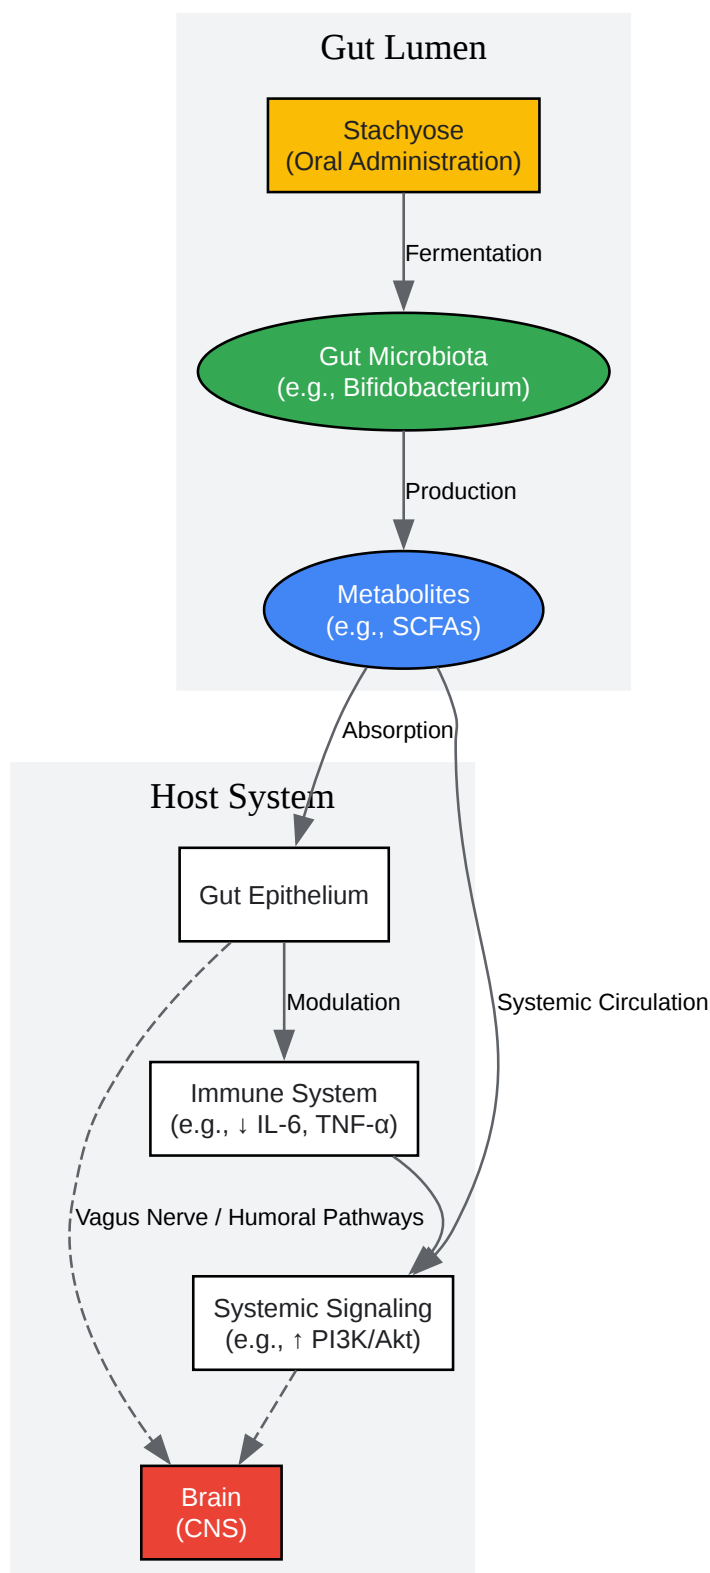 Gut Lumen
Stachyose
(Oral Administration)
Fermentation
Gut Microbiota
(e.g., Bifidobacterium)
Production
Metabolites
(e.g., SCFAs)
Absorption
Host System
Gut Epithelium
Modulation
Systemic Circulation
Immune System
(e.g., ↓ IL-6, TNF-α)
Vagus Nerve / Humoral Pathways
Systemic Signaling
(e.g., ↑ PI3K/Akt)
Brain
(CNS)